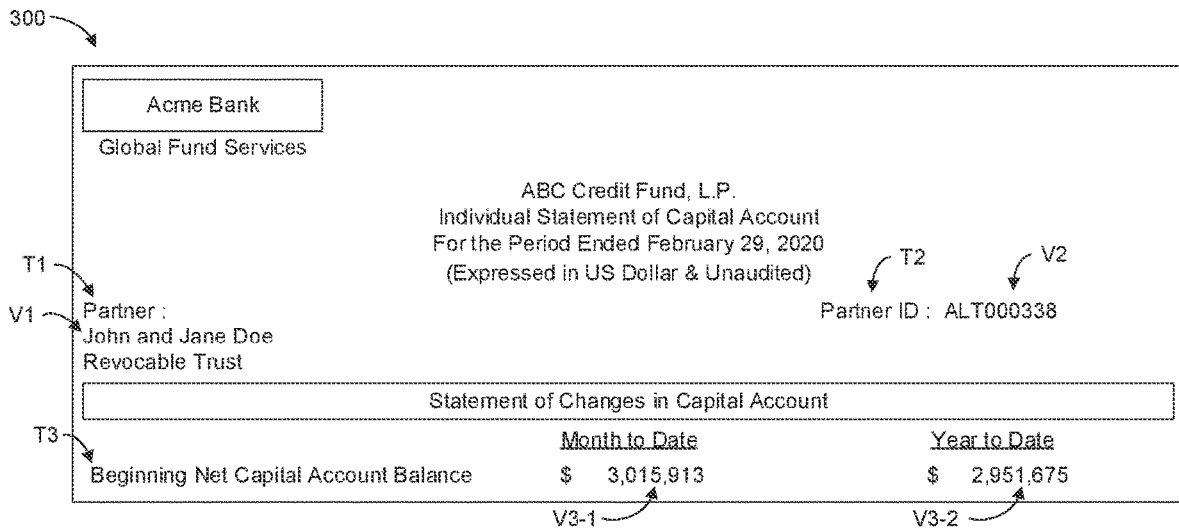 300
Acme Bank
Global Fund Services
ABC Credit Fund, L.P.
Individual Statement of Capital Account
For the Period Ended February 29, 2020
(Expressed in US Dollar & Unaudited)
T1
T2
V2
Partner :
Partner ID : ALT000338
V1
John and Jane Doe
Revocable Trust
Statement of Changes in Capital Account
T3
Month to Date
Year to Date
Beginning Net Capital Account Balance $ 3,015,913 $ 2,951,675
V3-1
V3-2